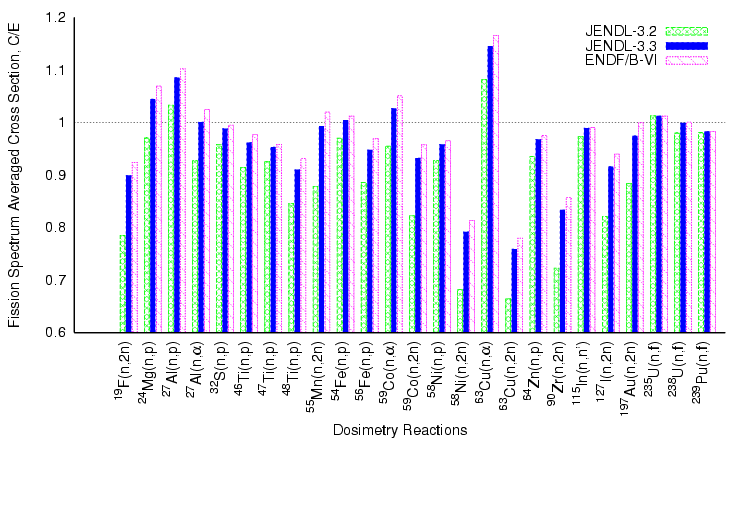 Fission Spectrum Averaged Cross Section, C/E
1.2
1.1
1
0.9
0.8
0.7
0.6
JENDL-3.2
JENDL-3.3
ENDF/B-VI
¹⁹F(n,2n)
²⁴Mg(n,p)
²⁷Al(n,p)
²⁷Al(n,α)
³²S(n,p)
⁴⁶Ti(n,p)
⁴⁷Ti(n,p)
⁴⁸Ti(n,p)
⁵⁵Mn(n,2n)
⁵⁴Fe(n,p)
⁵⁶Fe(n,p)
⁵⁹Co(n,α)
⁵⁹Co(n,2n)
⁵⁸Ni(n,p)
⁵⁸Ni(n,2n)
⁶³Cu(n,α)
⁶³Cu(n,2n)
⁶⁴Zn(n,p)
⁹⁰Zr(n,2n)
¹¹⁵In(n,n')
¹²⁷I(n,2n)
¹⁹⁷Au(n,2n)
²³⁵U(n,f)
²³⁸U(n,f)
²³⁹Pu(n,f)
Dosimetry Reactions